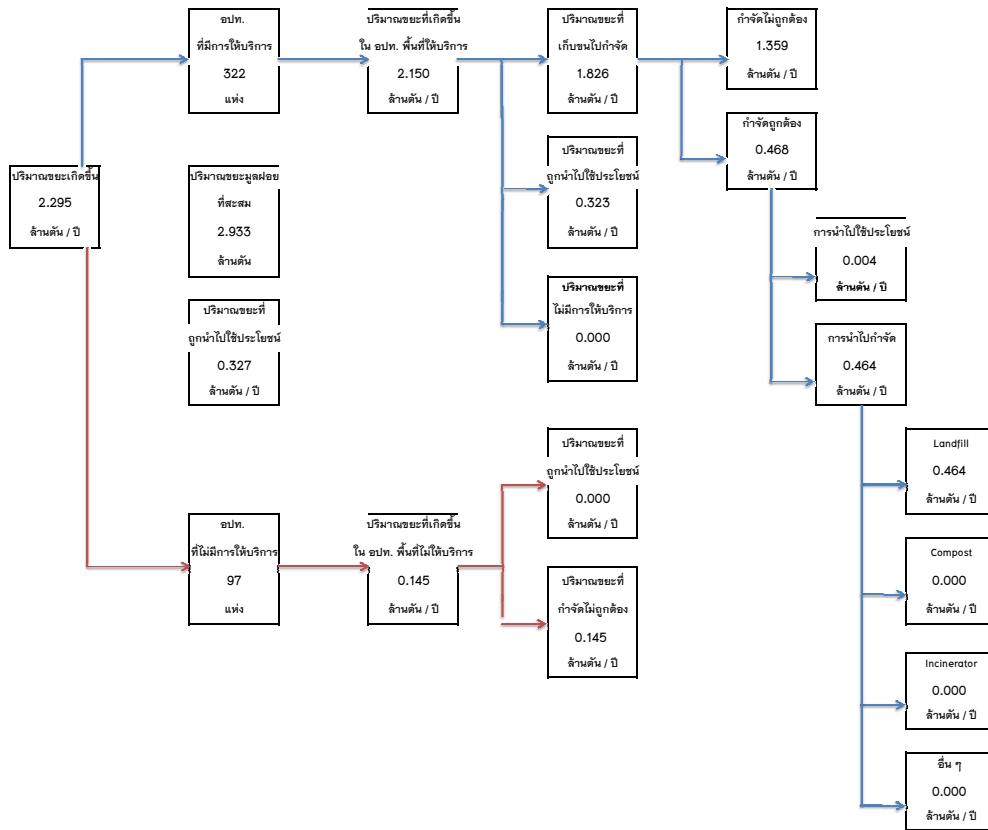 ปริมาณขยะเกิดขึ้น
2.295
ล้านตัน / ปี
อปท.
ที่มีการให้บริการ
322
แห่ง
ปริมาณขยะที่เกิดขึ้น
ใน อปท. พื้นที่ให้บริการ
2.150
ล้านตัน / ปี
ปริมาณขยะที่
เก็บขนไปกำจัด
1.826
ล้านตัน / ปี
กำจัดไม่ถูกต้อง
1.359
ล้านตัน / ปี
กำจัดถูกต้อง
0.468
ล้านตัน / ปี
ปริมาณขยะมูลฝอย
ที่สะสม
2.933
ล้านตัน
ปริมาณขยะที่
ถูกนำไปใช้ประโยชน์
0.323
ล้านตัน / ปี
การนำไปใช้ประโยชน์
0.004
ล้านตัน / ปี
ปริมาณขยะที่
ถูกนำไปใช้ประโยชน์
0.327
ล้านตัน / ปี
ปริมาณขยะที่
ไม่มีการให้บริการ
0.000
ล้านตัน / ปี
การนำไปกำจัด
0.464
ล้านตัน / ปี
Landfill
0.464
ล้านตัน / ปี
ปริมาณขยะที่
ถูกนำไปใช้ประโยชน์
0.000
ล้านตัน / ปี
อปท.
ที่ไม่มีการให้บริการ
97
แห่ง
ปริมาณขยะที่เกิดขึ้น
ใน อปท. พื้นที่ไม่ให้บริการ
0.145
ล้านตัน / ปี
ปริมาณขยะที่
กำจัดไม่ถูกต้อง
0.145
ล้านตัน / ปี
Compost
0.000
ล้านตัน / ปี
Incinerator
0.000
ล้านตัน / ปี
อื่น ๆ
0.000
ล้านตัน / ปี